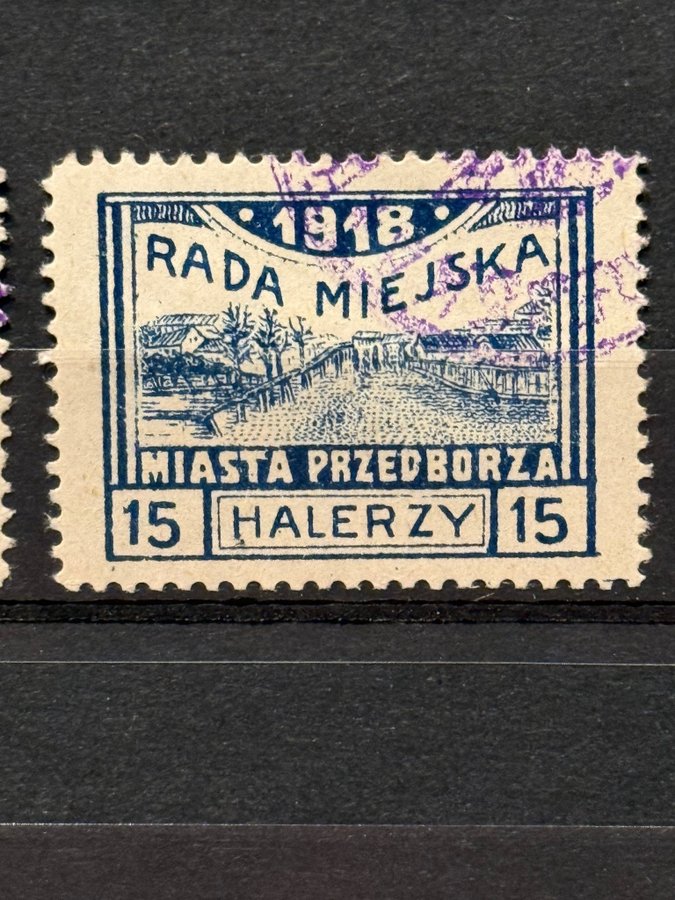 ·1918·
RADA MIEJSKA
MIASTA PRZEDBORZA
15 HALERZY 15